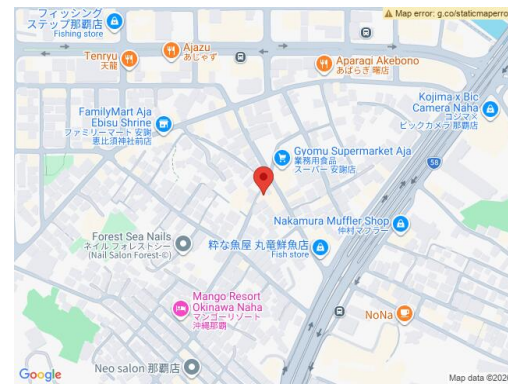 フィッシング
ステップ那覇店
Fishing store
Map error: g.co/staticmaperro
Tenryu
天龍
Ajazu
あじゃず
Aparagi Akebono
あぱらぎ 曙店
Kojima x Bic
Camera Naha
コジマ×
ビックカメラ 那覇店
FamilyMart Aja
Ebisu Shrine
ファミリーマート 安謝
恵比須神社前店
Gyomu Supermarket Aja
業務用食品
スーパー 安謝店
58
Nakamura Muffler Shop
仲村マフラー
Forest Sea Nails
ネイル フォレストシー
(Nail Salon Forest-©)
粋な魚屋 丸竜鮮魚店
Fish store
Mango Resort
Okinawa Naha
マンゴーリゾート
沖縄那覇
NoNa
Neo salon 那覇店
Google
Map data ©2026